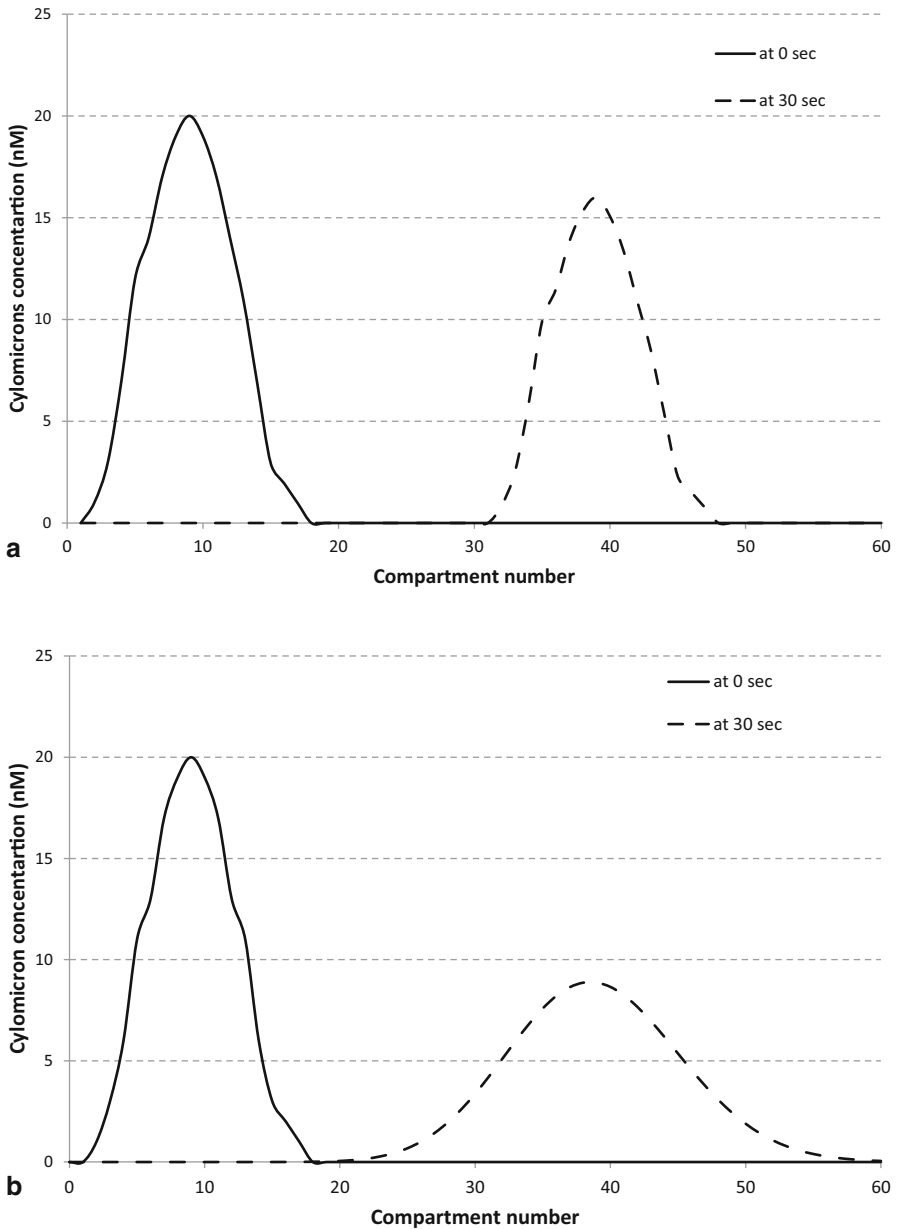 25
20
15
10
5
0
Cylomicrons concentartion (nM)
at 0 sec
at 30 sec
0 10 20 30 40 50 60
Compartment number
a
25
20
15
10
5
0
Cylomicron concentartion (nM)
at 0 sec
at 30 sec
0 10 20 30 40 50 60
Compartment number
b